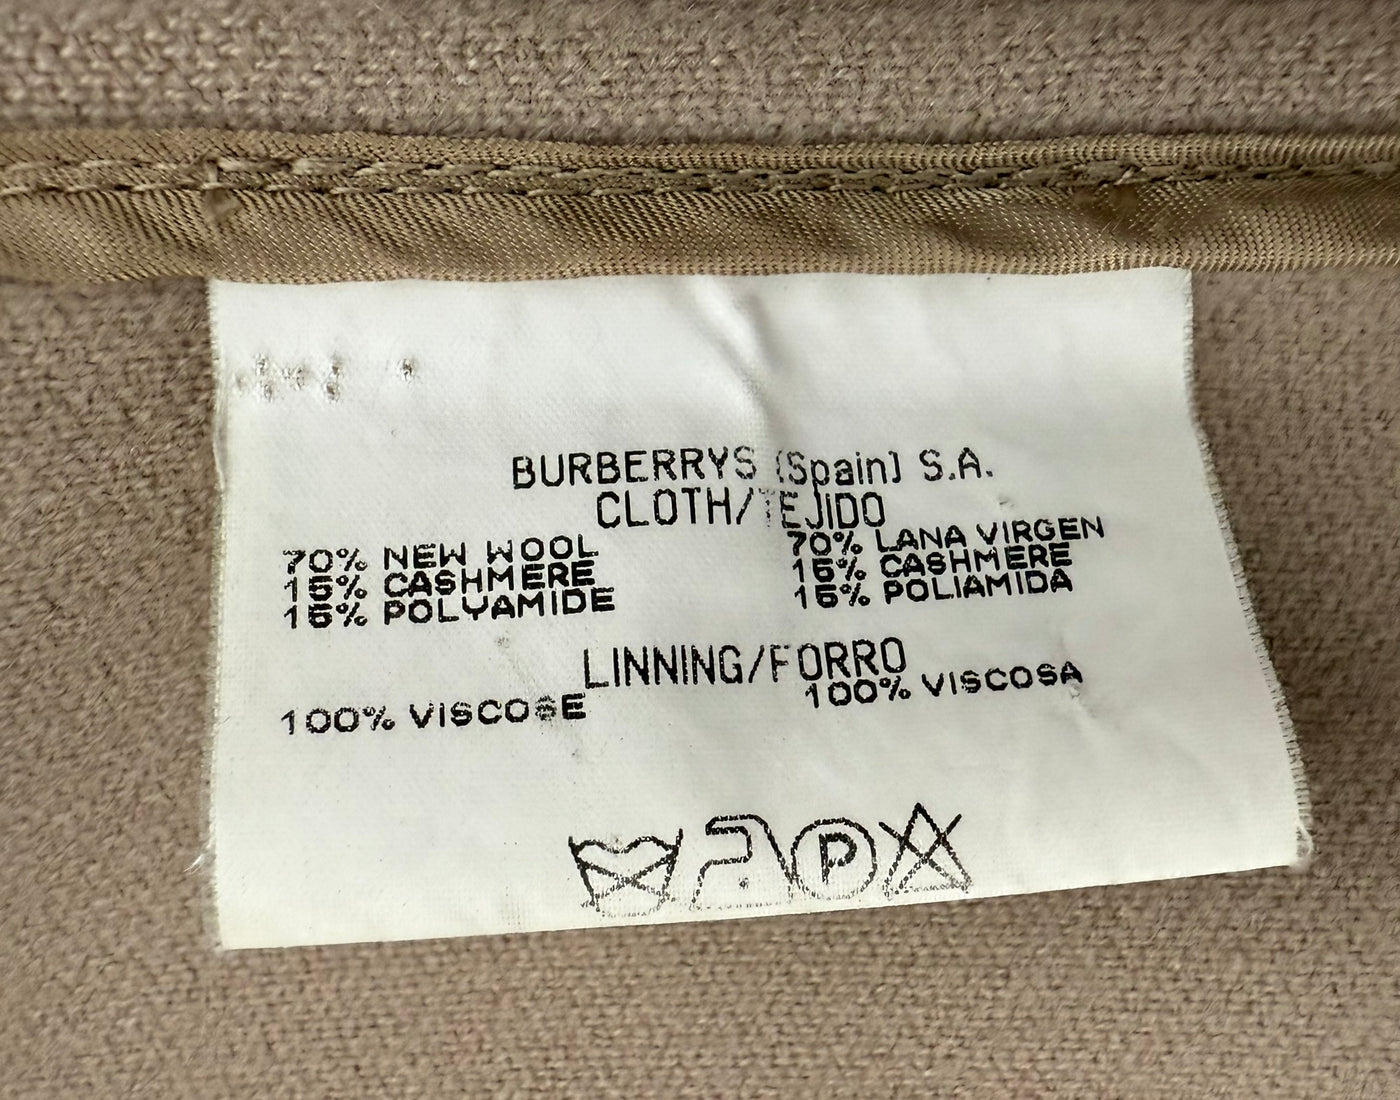 BURBERRYS (Spain) S.A.
CLOTH/TEJIDO
70% NEW WOOL
15% CASHMERE
15% POLYAMIDE
70% LANA VIRGEN
15% CASHMERE
15% POLIAMIDA
LINNING/FORRO
100% VISCOSE
100% VISCOSA
P